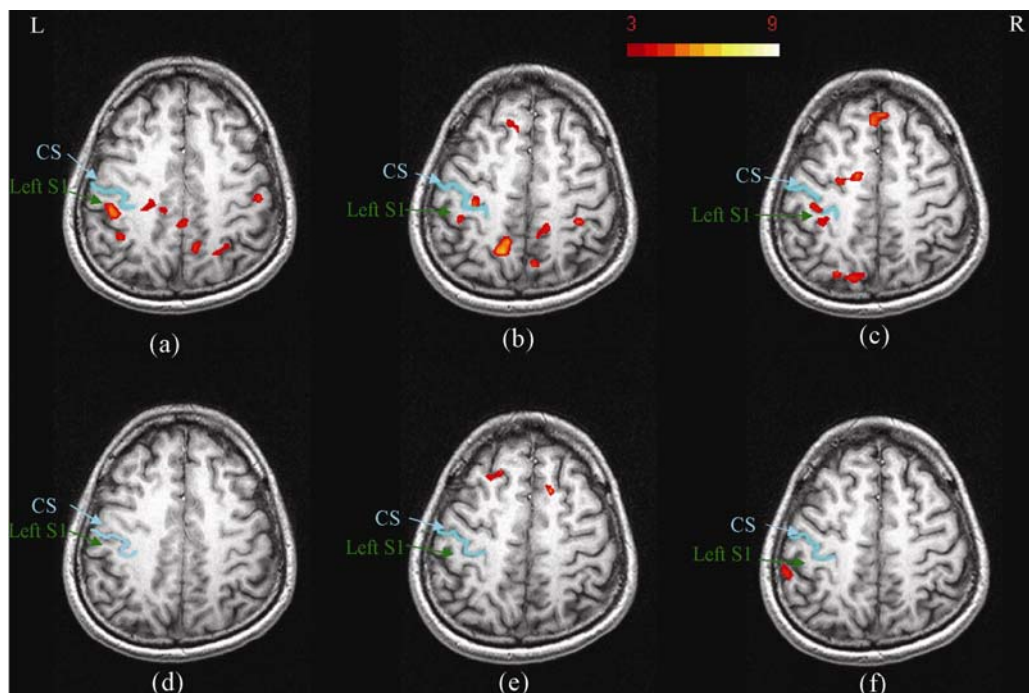 L
3 9
R
CS
Left S1
CS
Left S1
CS
Left S1
(a)
(b)
(c)
CS
Left S1
CS
Left S1
CS
Left S1
(d)
(e)
(f)